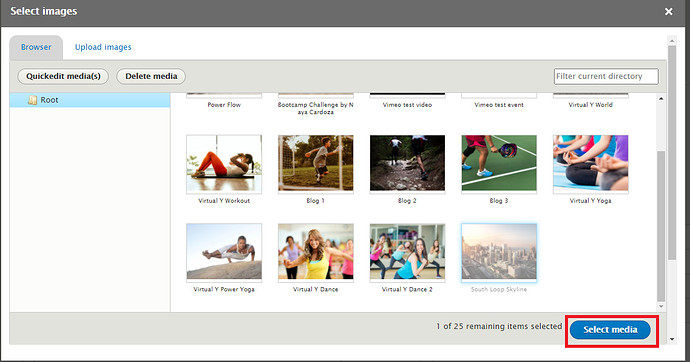 Select images
×
Browser Upload images
Quickedit media(s) Delete media Filter current directory
Root
Power Flow Bootcamp Challenge by N Vimeo test video Vimeo test event Virtual Y World
aya Cardoza
Virtual Y Workout Blog 1 Blog 2 Blog 3 Virtual Y Yoga
Virtual Y Power Yoga Virtual Y Dance Virtual Y Dance 2 South Loop Skyline
1 of 25 remaining items selected Select media